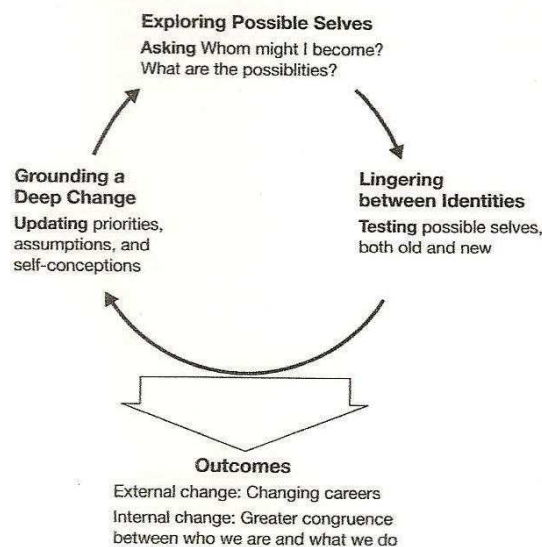 Exploring Possible Selves
Asking Whom might I become?
What are the possiblities?
Grounding a
Deep Change
Updating priorities,
assumptions, and
self-conceptions
Lingering
between Identities
Testing possible selves,
both old and new
Outcomes
External change: Changing careers
Internal change: Greater congruence
between who we are and what we do